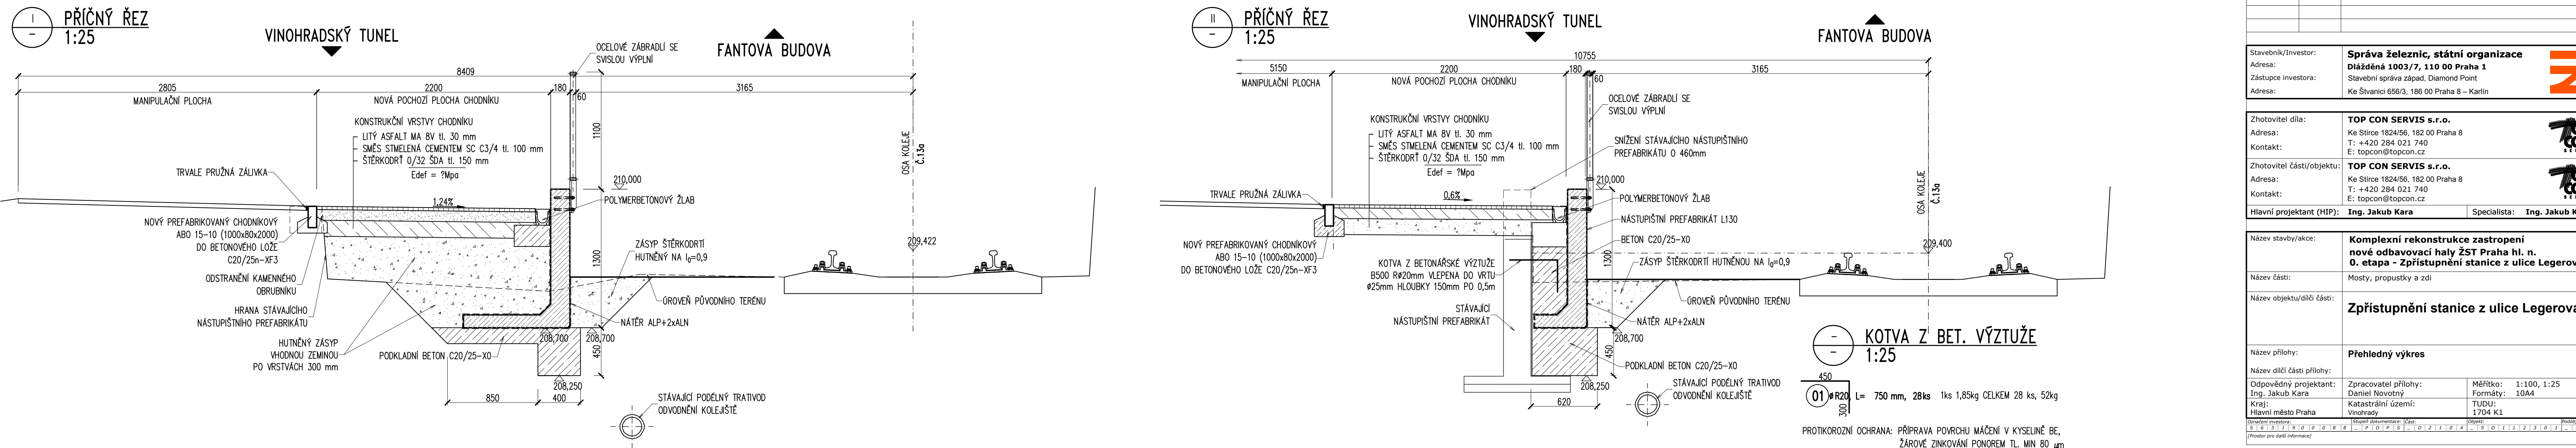 I
-
PŘÍČNÝ ŘEZ
1:25
VINOHRADSKÝ TUNEL
FANTOVA BUDOVA
OCELOVÉ ZÁBRADLÍ SE
SVISLOU VÝPLNÍ
8409
2805
2200
180
60
3165
MANIPULAČNÍ PLOCHA
NOVÁ POCHOZÍ PLOCHA CHODNÍKU
KONSTRUKČNÍ VRSTVY CHODNÍKU
LITÝ ASFALT MA 8V tl. 30 mm
SMĚS STMELENÁ CEMENTEM SC C3/4 tl. 100 mm
ŠTĚRKODRŤ 0/32 ŠDA tl. 150 mm
Edef = ?Mpa
1100
OSA KOLEJE
Č.13a
TRVALE PRUŽNÁ ZÁLIVKA
210,000
1,24%
POLYMERBETONOVÝ ŽLAB
NOVÝ PREFABRIKOVANÝ CHODNÍKOVÝ
ABO 15-10 (1000x80x2000)
DO BETONOVÉHO LOŽE
C20/25n-XF3
ZÁSYP ŠTĚRKODRTÍ
HUTNĚNÝ NA I0=0,9
209,422
1300
ODSTRANĚNÍ KAMENNÉHO
OBRUBNÍKU
ÚROVEŇ PŮVODNÍHO TERÉNU
HRANA STÁVAJÍCÍHO
NÁSTUPIŠTNÍHO PREFABRIKÁTU
NÁTĚR ALP+2xALN
208,700
208,700
HUTNĚNÝ ZÁSYP
VHODNOU ZEMINOU
PO VRSTVÁCH 300 mm
PODKLADNÍ BETON C20/25-X0
450
208,250
850
400
STÁVAJÍCÍ PODÉLNÝ TRATIVOD
ODVODNĚNÍ KOLEJIŠTĚ
II
-
PŘÍČNÝ ŘEZ
1:25
VINOHRADSKÝ TUNEL
FANTOVA BUDOVA
10755
5150
2200
180
60
3165
MANIPULAČNÍ PLOCHA
NOVÁ POCHOZÍ PLOCHA CHODNÍKU
OCELOVÉ ZÁBRADLÍ SE
SVISLOU VÝPLNÍ
KONSTRUKČNÍ VRSTVY CHODNÍKU
LITÝ ASFALT MA 8V tl. 30 mm
SMĚS STMELENÁ CEMENTEM SC C3/4 tl. 100 mm
ŠTĚRKODRŤ 0/32 ŠDA tl. 150 mm
Edef = ?Mpa
SNÍŽENÍ STÁVAJÍCÍHO NÁSTUPIŠTNÍHO
PREFABRIKÁTU O 460mm
OSA KOLEJE
Č.13a
210,000
TRVALE PRUŽNÁ ZÁLIVKA
0,6%
POLYMERBETONOVÝ ŽLAB
NÁSTUPIŠTNÍ PREFABRIKÁT L130
BETON C20/25-X0
209,400
NOVÝ PREFABRIKOVANÝ CHODNÍKOVÝ
ABO 15-10 (1000x80x2000)
DO BETONOVÉHO LOŽE C20/25n-XF3
KOTVA Z BETONÁŘSKÉ VÝZTUŽE
B500 RØ20mm VLEPENA DO VRTU
Ø25mm HLOUBKY 150mm PO 0,5m
1300
ZÁSYP ŠTĚRKODRTÍ HUTNĚNOU NA I0=0,9
ÚROVEŇ PŮVODNÍHO TERÉNU
STÁVAJÍCÍ
NÁSTUPIŠTNÍ PREFABRIKÁT
NÁTĚR ALP+2xALN
208,700
450
PODKLADNÍ BETON C20/25-X0
208,250
620
STÁVAJÍCÍ PODÉLNÝ TRATIVOD
ODVODNĚNÍ KOLEJIŠTĚ
-
-
KOTVA Z BET. VÝZTUŽE
1:25
450
01 Ø R20, L= 750 mm, 28ks 1ks 1,85kg CELKEM 28 ks, 52kg
300
PROTIKOROZNÍ OCHRANA: PŘÍPRAVA POVRCHU MÁČENÍ V KYSELINĚ BE,
ŽÁROVÉ ZINKOVÁNÍ PONOREM TL. MIN 80 μm
Stavebník/Investor: Správa železnic, státní organizace
Adresa: Dlážděná 1003/7, 110 00 Praha 1
Zástupce investora: Stavební správa západ, Diamond Point
Adresa: Ke Štvanici 656/3, 186 00 Praha 8 – Karlín
Zhotovitel díla: TOP CON SERVIS s.r.o.
Adresa: Ke Stírce 1824/56, 182 00 Praha 8
Kontakt: T: +420 284 021 740
E: topcon@topcon.cz
Zhotovitel části/objektu: TOP CON SERVIS s.r.o.
Adresa: Ke Stírce 1824/56, 182 00 Praha 8
Kontakt: T: +420 284 021 740
E: topcon@topcon.cz
Hlavní projektant (HIP): Ing. Jakub Kara Specialista: Ing. Jakub K
Název stavby/akce: Komplexní rekonstrukce zastropení
nové odbavovací haly ŽST Praha hl. n.
0. etapa - Zpřístupnění stanice z ulice Legerov
Název části: Mosty, propustky a zdi
Název objektu/dílčí části: Zpřístupnění stanice z ulice Legerova
Název přílohy: Přehledný výkres
Název dílčí části přílohy:
Odpovědný projektant: Zpracovatel přílohy: Měřítko: 1:100, 1:25
Ing. Jakub Kara Daniel Novotný Formáty: 10A4
Kraj: Katastrální území: TUDU:
Hlavní město Praha Vinohrady 1704 K1
Označení investora: Stupeň dokumentace: Část: Objekt:
[Prostor pro další informace]